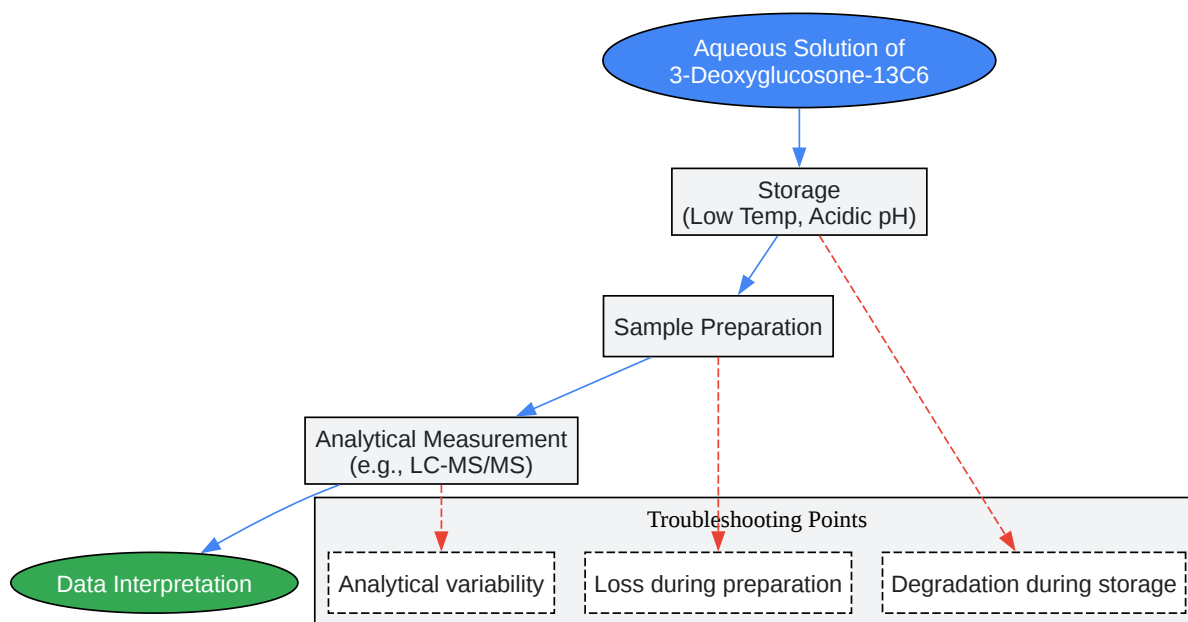 Aqueous Solution of
3-Deoxyglucosone-13C6
Storage
(Low Temp, Acidic pH)
Sample Preparation
Analytical Measurement
(e.g., LC-MS/MS)
Troubleshooting Points
Data Interpretation
Analytical variability
Loss during preparation
Degradation during storage